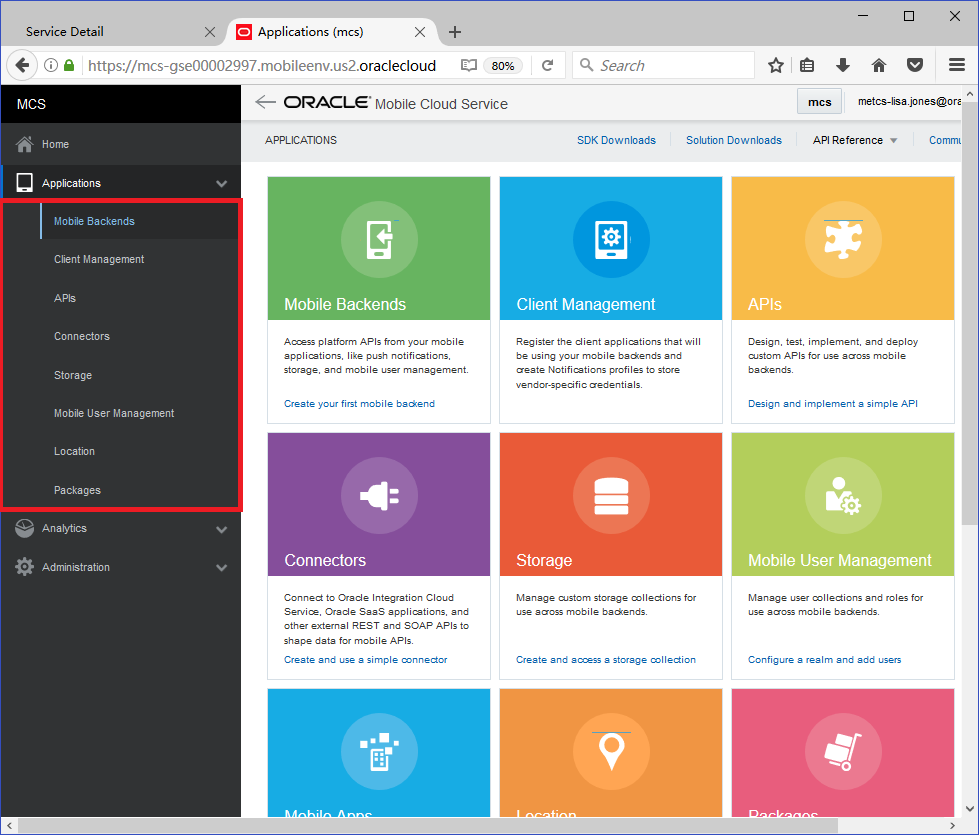 Service Detail
Applications (mcs)
https://mcs-gse00002997.mobileenv.us2.oraclecloud
80%
Search
MCS
ORACLE Mobile Cloud Service
mcs
metcs-lisa.jones@ora
Home
Applications
Mobile Backends
Client Management
APIs
Connectors
Storage
Mobile User Management
Location
Packages
Analytics
Administration
APPLICATIONS
SDK Downloads
Solution Downloads
API Reference
Commu
Mobile Backends
Access platform APIs from your mobile
applications, like push notifications,
storage, and mobile user management.
Create your first mobile backend
Client Management
Register the client applications that will
be using your mobile backends and
create Notifications profiles to store
vendor-specific credentials.
APIs
Design, test, implement, and deploy
custom APIs for use across mobile
backends.
Design and implement a simple API
Connectors
Connect to Oracle Integration Cloud
Service, Oracle SaaS applications, and
other external REST and SOAP APIs to
shape data for mobile APIs.
Create and use a simple connector
Storage
Manage custom storage collections for
use across mobile backends.
Create and access a storage collection
Mobile User Management
Manage user collections and roles for
use across mobile backends.
Configure a realm and add users
Mobile Apps
Location
Packages